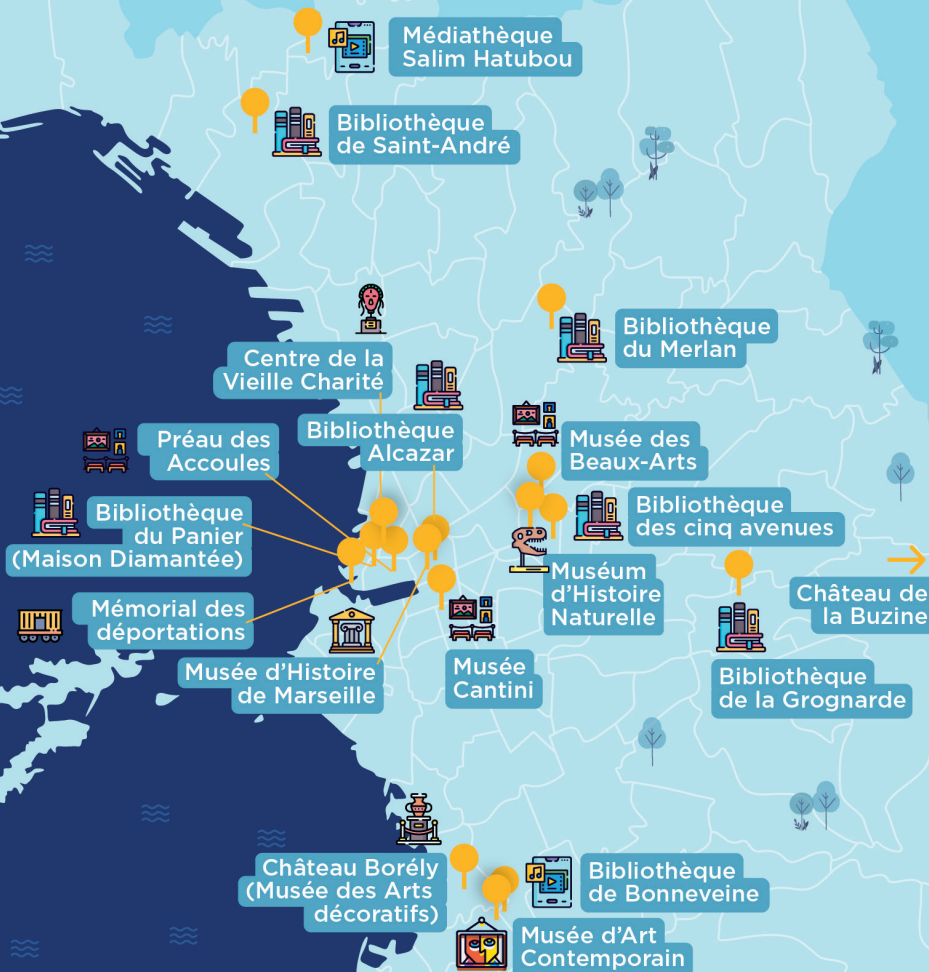 Médiathèque
Salim Hatubou
Bibliothèque
de Saint-André
Bibliothèque
du Merlan
Centre de la
Vieille Charité
Bibliothèque
Alcazar
Musée des
Beaux-Arts
Préau des
Accoules
Bibliothèque
du Panier
(Maison Diamantée)
Bibliothèque
des cinq avenues
Muséum
d'Histoire
Naturelle
Château de
la Buzine
Mémorial des
déportations
Musée d'Histoire
de Marseille
Musée
Cantini
Bibliothèque
de la Grognarde
Château Borély
(Musée des Arts
décoratifs)
Bibliothèque
de Bonneveine
Musée d'Art
Contemporain